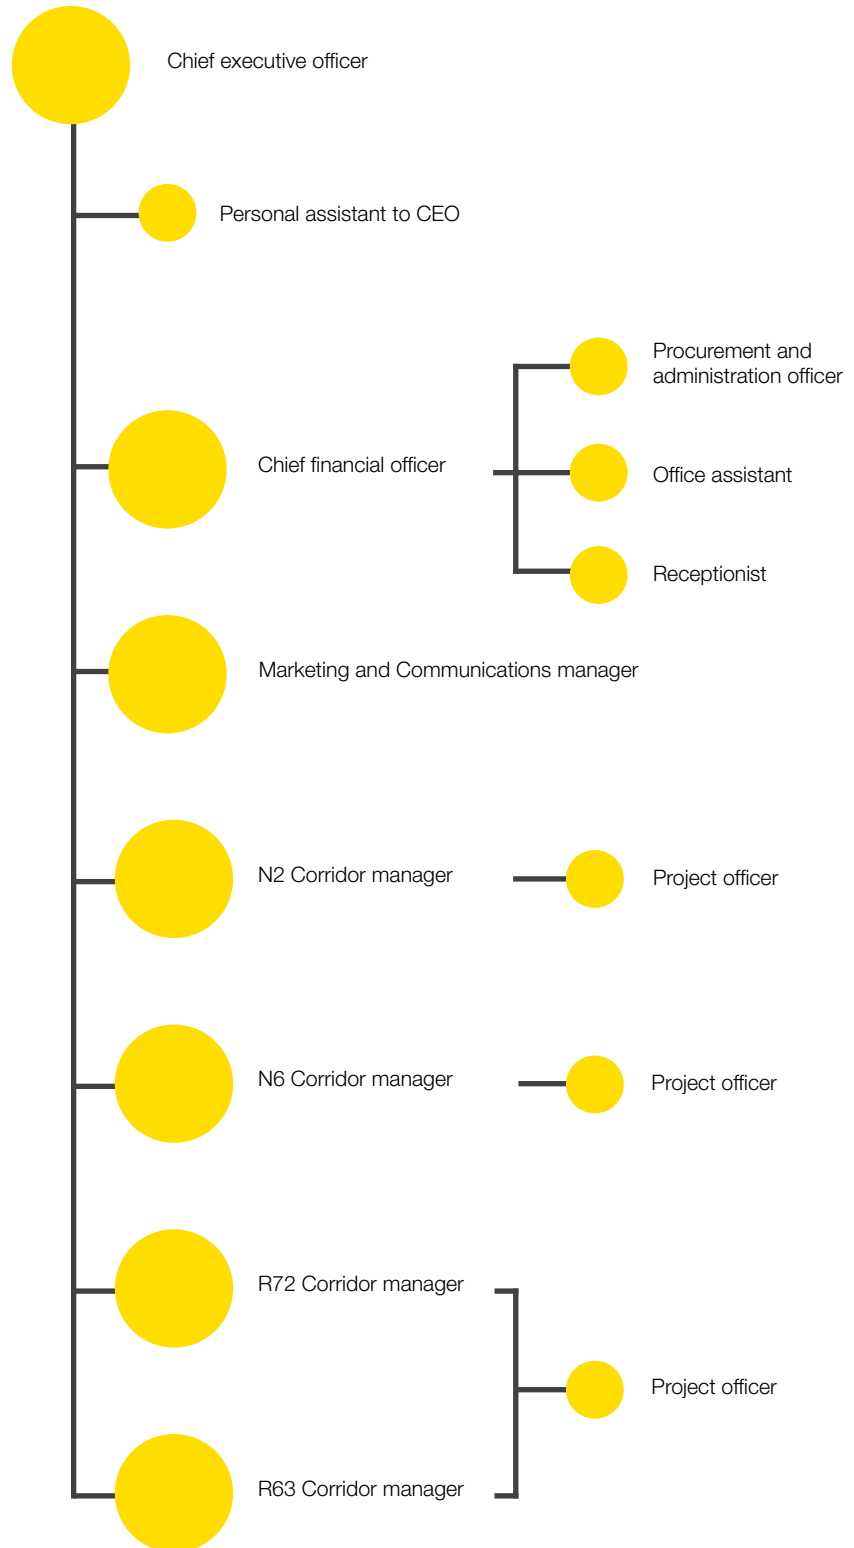 Chief executive officer
Personal assistant to CEO
Procurement and
administration officer
Chief financial officer
Office assistant
Receptionist
Marketing and Communications manager
N2 Corridor manager
Project officer
N6 Corridor manager
Project officer
R72 Corridor manager
Project officer
R63 Corridor manager